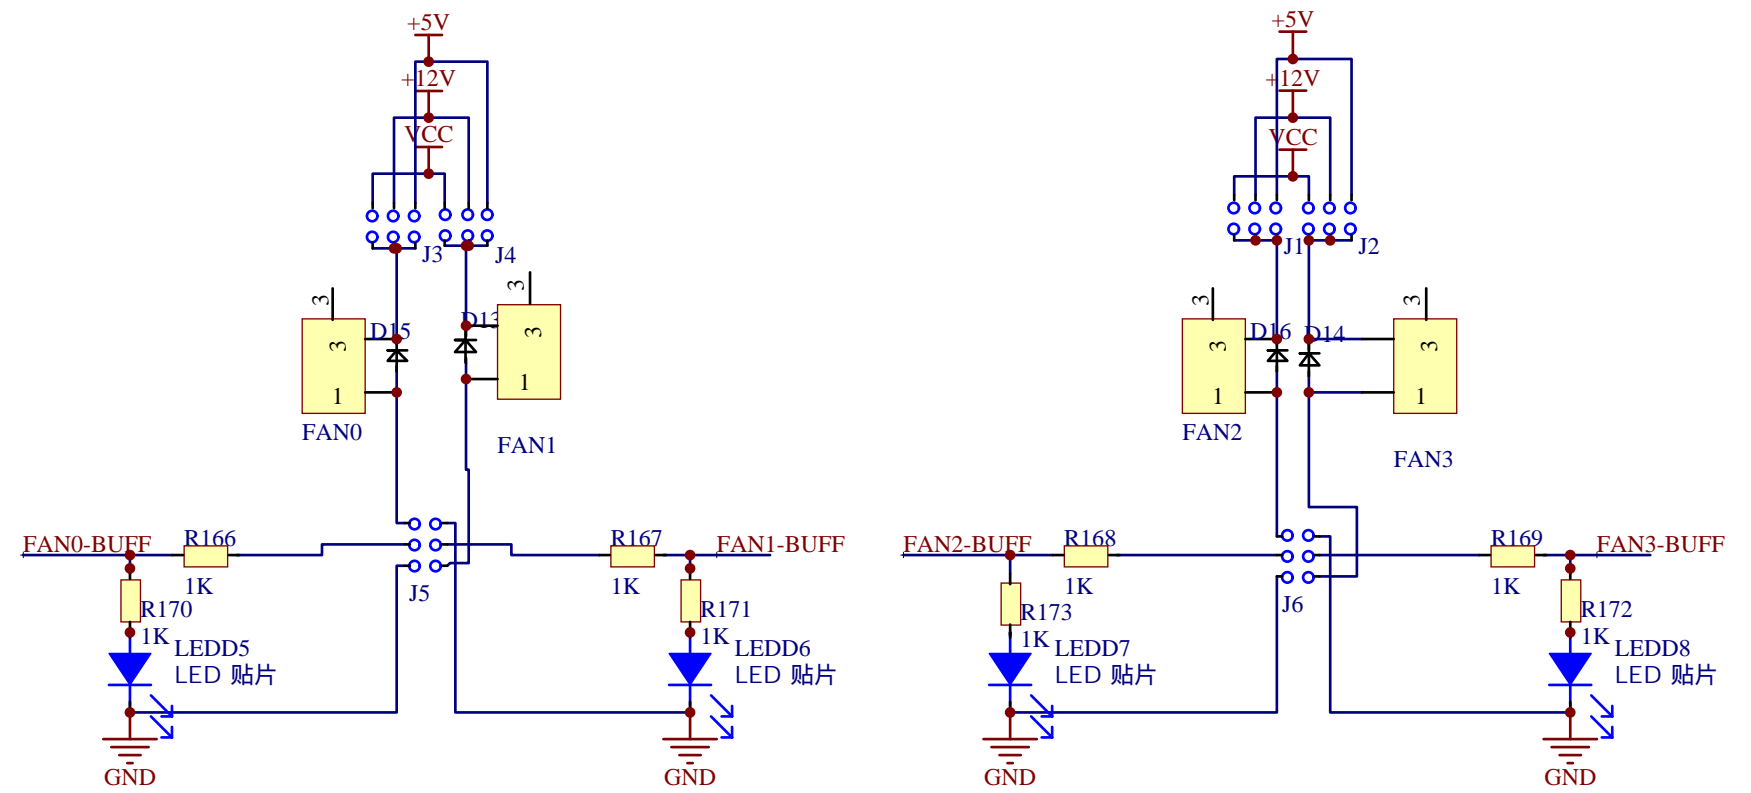 +5V
+12V
VCC
J3
J4
3
3
D15
D13
3
1
3
1
FAN0
FAN1
FAN0-BUFF
R166
1K
R170
1K
LEDD5
LED 贴片
GND
J5
R167
1K
FAN1-BUFF
R171
1K
LEDD6
LED 贴片
GND
+5V
+12V
VCC
J1
J2
3
3
D16
D14
3
1
3
1
FAN2
FAN3
FAN2-BUFF
R168
1K
R173
1K
LEDD7
LED 贴片
GND
J6
R169
1K
FAN3-BUFF
R172
1K
LEDD8
LED 贴片
GND